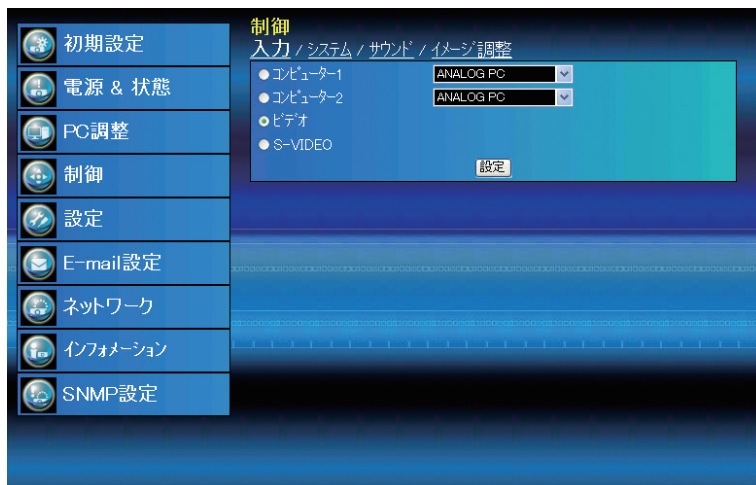 初期設定
電源 & 状態
PC調整
制御
設定
E-mail設定
ネットワーク
インフォメーション
SNMP設定
制御
入力 / システム / サウンド / イメージ調整
コンピューター1 ANALOG PC
コンピューター2 ANALOG PC
ビデオ
S-VIDEO
設定